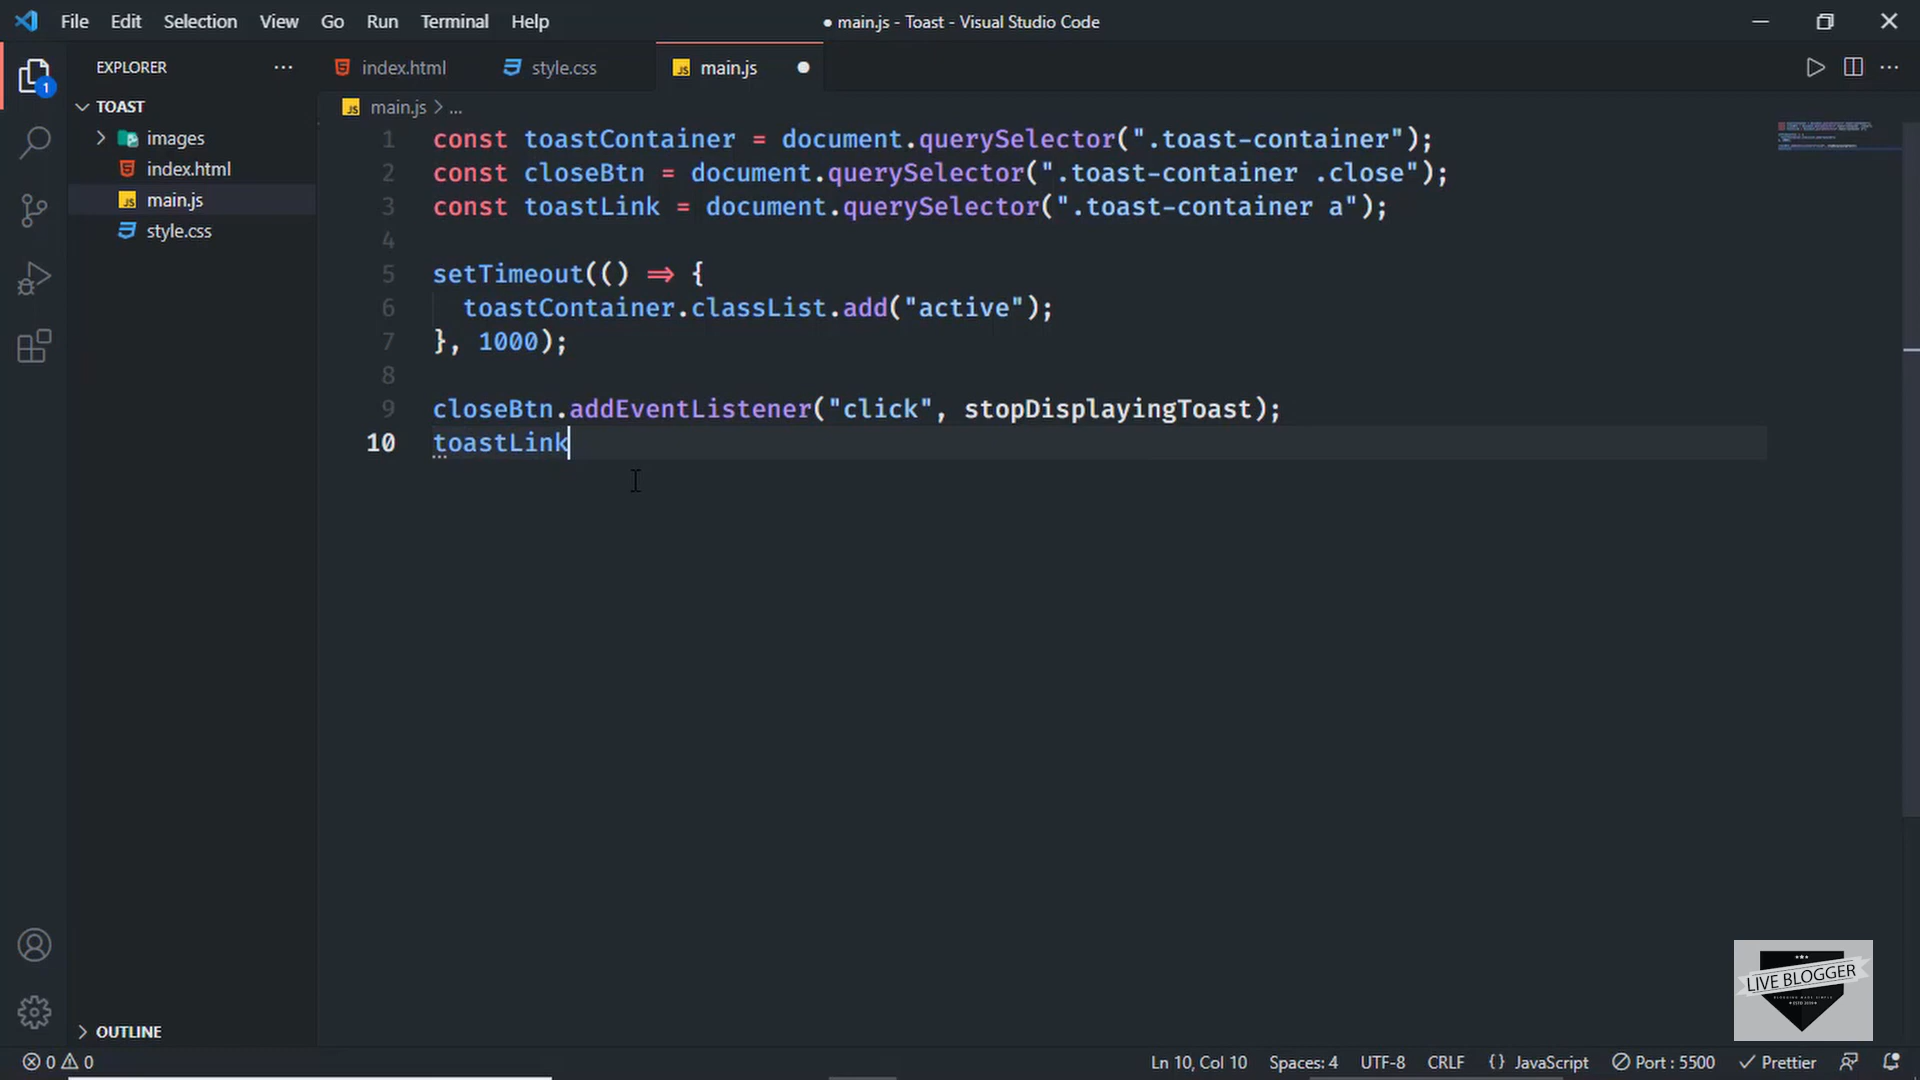 File Edit Selection View Go Run Terminal Help
● main.js - Toast - Visual Studio Code
EXPLORER
index.html
style.css
main.js
TOAST
main.js > ...
images
index.html
main.js
style.css
1 const toastContainer = document.querySelector(".toast-container");
2 const closeBtn = document.querySelector(".toast-container .close");
3 const toastLink = document.querySelector(".toast-container a");
4
5 setTimeout(() => {
6 toastContainer.classList.add("active");
7 }, 1000);
8
9 closeBtn.addEventListener("click", stopDisplayingToast);
10 toastLink
1
OUTLINE
LIVE BLOGGER
0 0
Ln 10, Col 10 Spaces: 4 UTF-8 CRLF {} JavaScript Port : 5500 Prettier